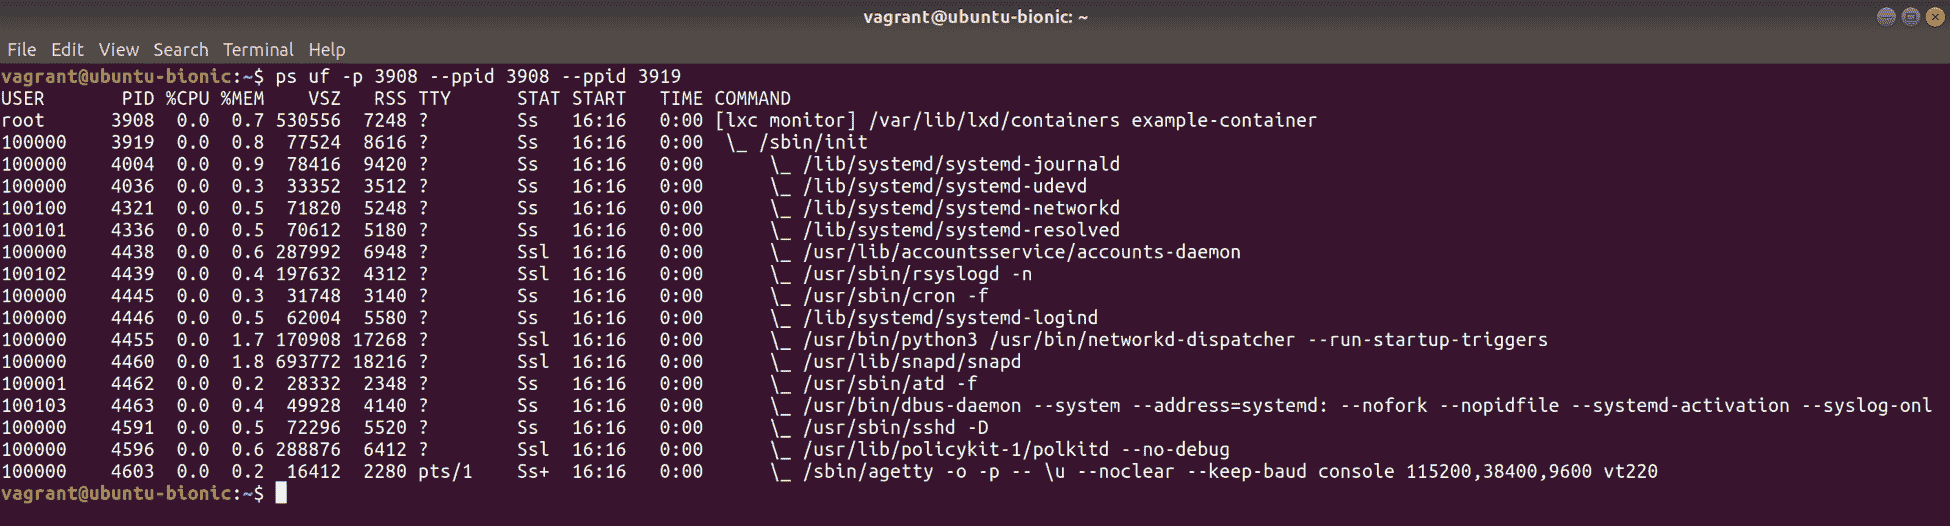 vagrant@ubuntu-bionic: ~
File Edit View Search Terminal Help
vagrant@ubuntu-bionic:~$ ps uf -p 3908 --ppid 3908 --ppid 3919
USER       PID %CPU %MEM    VSZ   RSS TTY      STAT START   TIME COMMAND
root      3908  0.0  0.7 530556  7248 ?        Ss   16:16   0:00 [lxc monitor] /var/lib/lxd/containers example-container
100000    3919  0.0  0.8  77524  8616 ?        Ss   16:16   0:00  \_ /sbin/init
100000    4004  0.0  0.9  78416  9420 ?        Ss   16:16   0:00      \_ /lib/systemd/systemd-journald
100000    4036  0.0  0.3  33352  3512 ?        Ss   16:16   0:00      \_ /lib/systemd/systemd-udevd
100100    4321  0.0  0.5  71820  5248 ?        Ss   16:16   0:00      \_ /lib/systemd/systemd-networkd
100101    4336  0.0  0.5  70612  5180 ?        Ss   16:16   0:00      \_ /lib/systemd/systemd-resolved
100000    4438  0.0  0.6 287992  6948 ?        Ssl  16:16   0:00      \_ /usr/lib/accountsservice/accounts-daemon
100102    4439  0.0  0.4 197632  4312 ?        Ssl  16:16   0:00      \_ /usr/sbin/rsyslogd -n
100000    4445  0.0  0.3  31748  3140 ?        Ss   16:16   0:00      \_ /usr/sbin/cron -f
100000    4446  0.0  0.5  62004  5580 ?        Ss   16:16   0:00      \_ /lib/systemd/systemd-logind
100000    4455  0.0  1.7 170908 17268 ?        Ssl  16:16   0:00      \_ /usr/bin/python3 /usr/bin/networkd-dispatcher --run-startup-triggers
100000    4460  0.0  1.8 693772 18216 ?        Ssl  16:16   0:00      \_ /usr/lib/snapd/snapd
100001    4462  0.0  0.2  28332  2348 ?        Ss   16:16   0:00      \_ /usr/sbin/atd -f
100103    4463  0.0  0.4  49928  4140 ?        Ss   16:16   0:00      \_ /usr/bin/dbus-daemon --system --address=systemd: --nofork --nopidfile --systemd-activation --syslog-onl
100000    4591  0.0  0.5  72296  5520 ?        Ss   16:16   0:00      \_ /usr/sbin/sshd -D
100000    4596  0.0  0.6 288876  6412 ?        Ssl  16:16   0:00      \_ /usr/lib/policykit-1/polkitd --no-debug
100000    4603  0.0  0.2  16412  2280 pts/1    Ss+  16:16   0:00      \_ /sbin/agetty -o -p -- \u --noclear --keep-baud console 115200,38400,9600 vt220
vagrant@ubuntu-bionic:~$